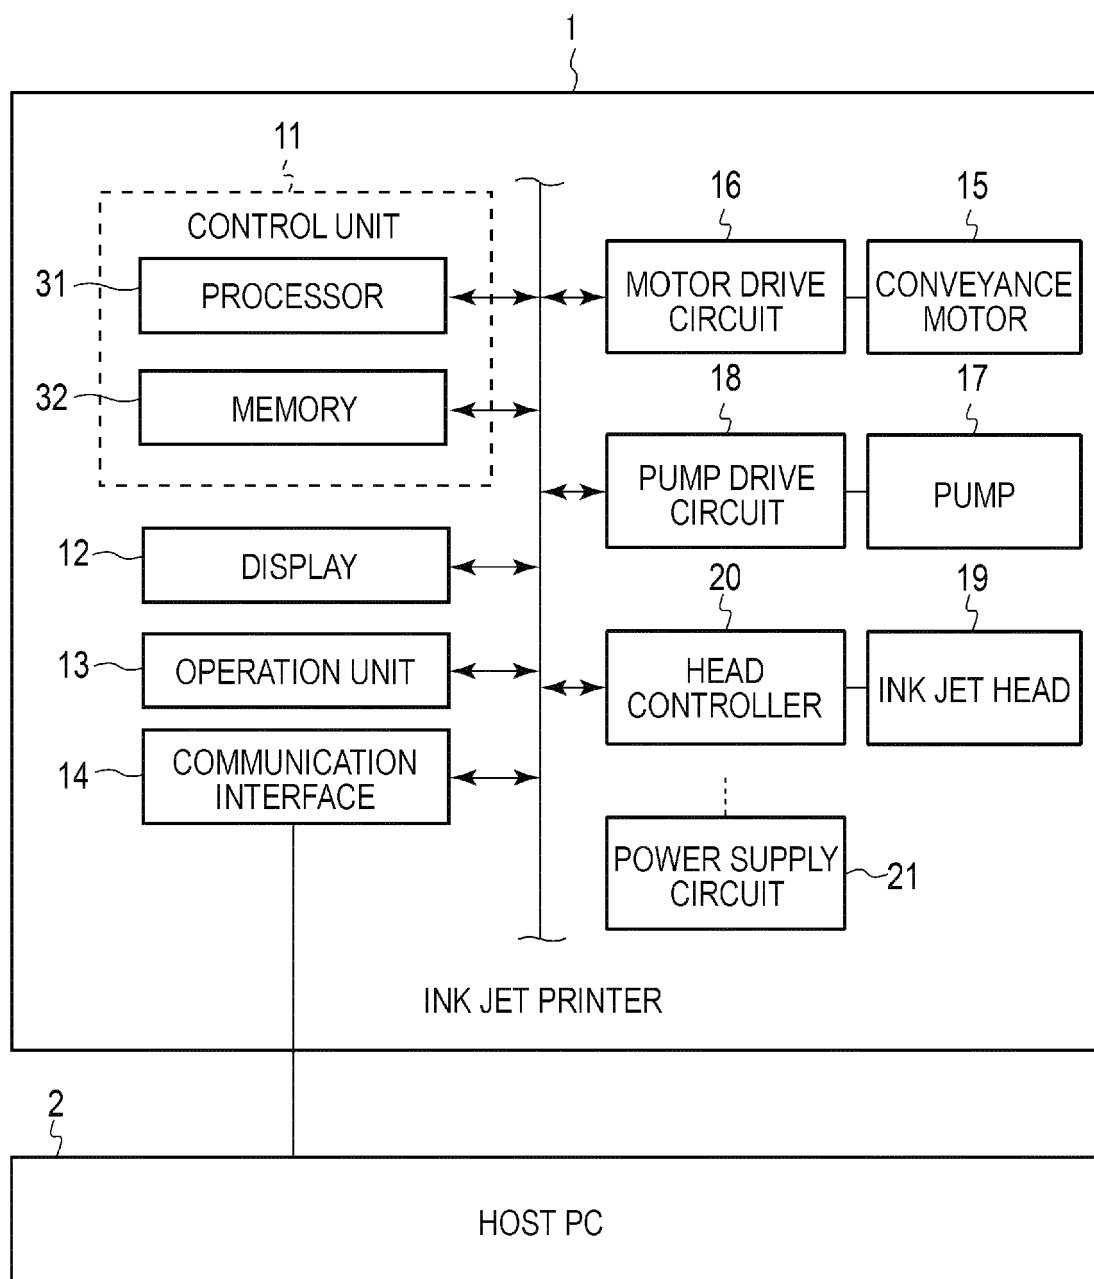 1
11
CONTROL UNIT
31
PROCESSOR
32
MEMORY
12
DISPLAY
13
OPERATION UNIT
14
COMMUNICATION
INTERFACE
16
MOTOR DRIVE
CIRCUIT
15
CONVEYANCE
MOTOR
18
PUMP DRIVE
CIRCUIT
17
PUMP
20
HEAD
CONTROLLER
19
INK JET HEAD
POWER SUPPLY
CIRCUIT
21
INK JET PRINTER
2
HOST PC